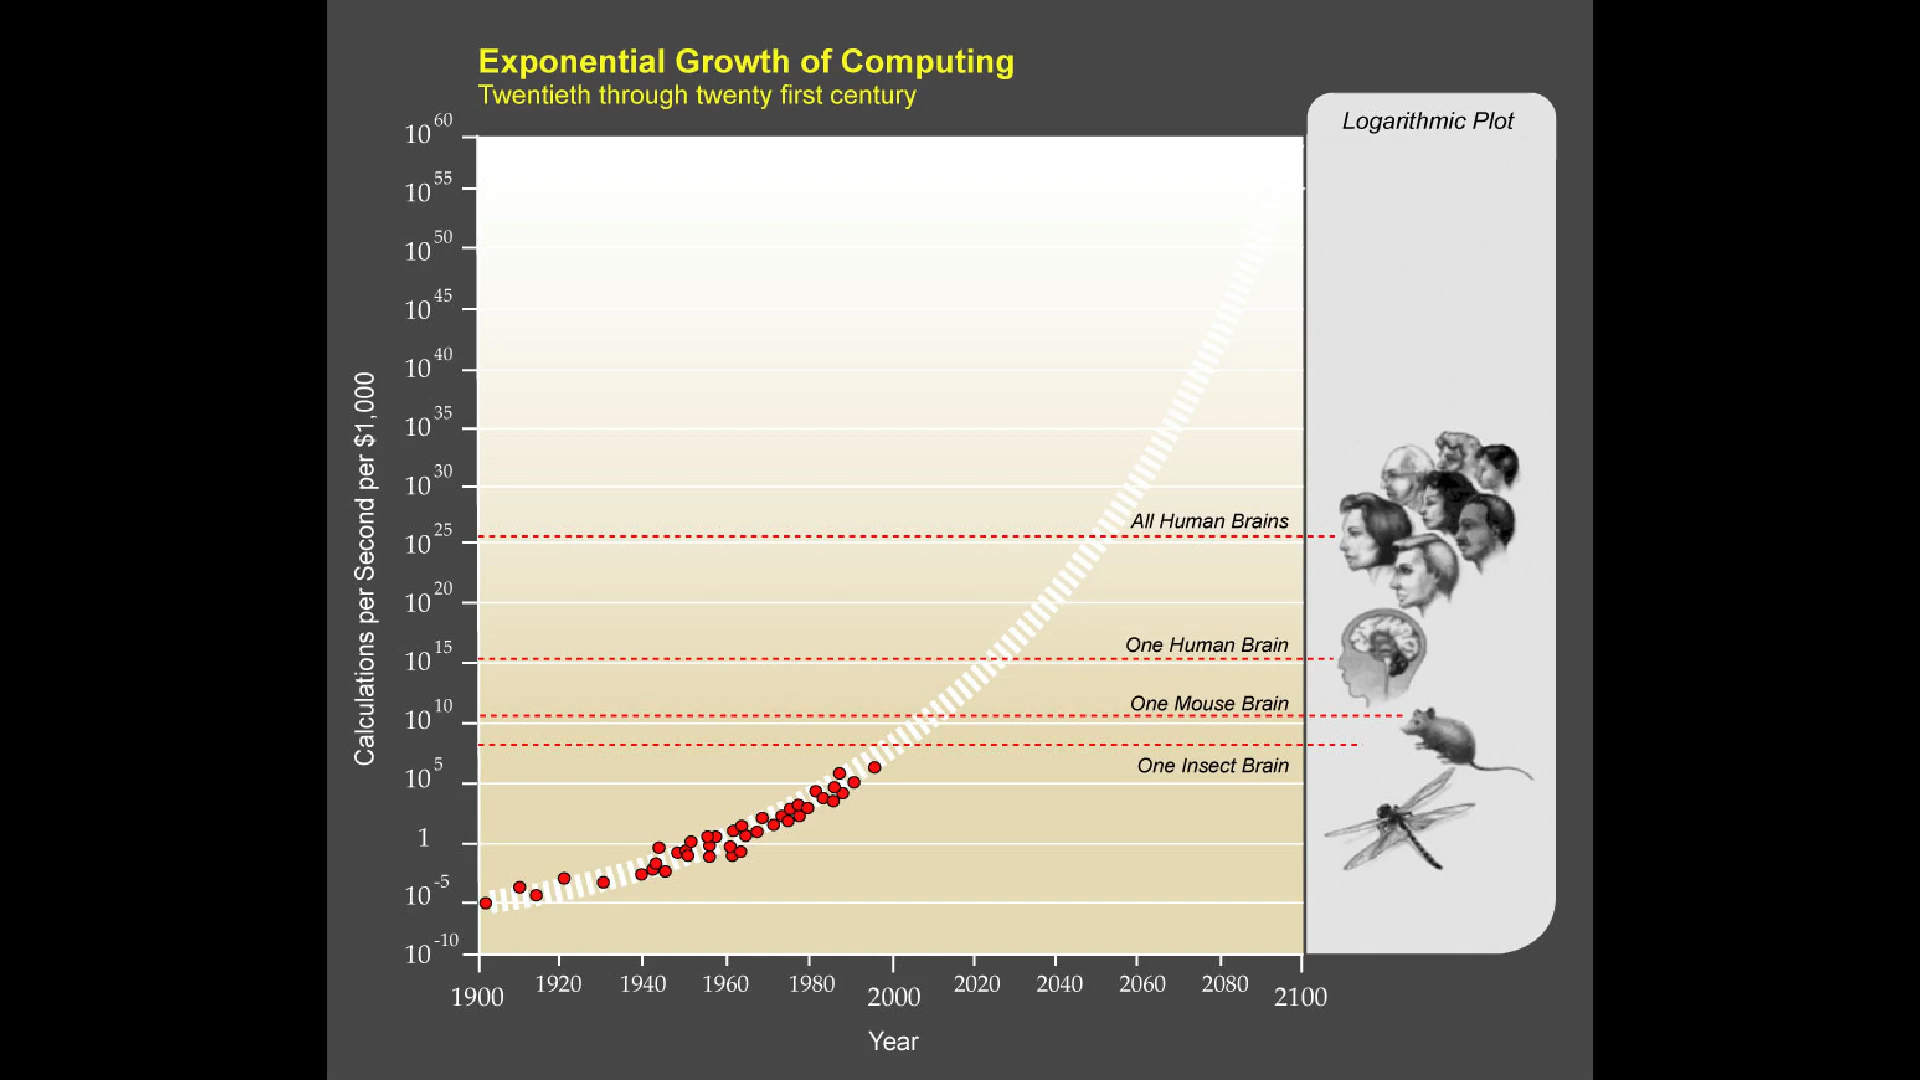 Exponential Growth of Computing
Twentieth through twenty first century
Logarithmic Plot
10 60
10 55
10 50
10 45
10 40
10 35
10 30
10 25
10 20
10 15
10 10
10 5
1
10 -5
10 -10
Calculations per Second per $1,000
All Human Brains
One Human Brain
One Mouse Brain
One Insect Brain
1900 1920 1940 1960 1980 2000 2020 2040 2060 2080 2100
Year